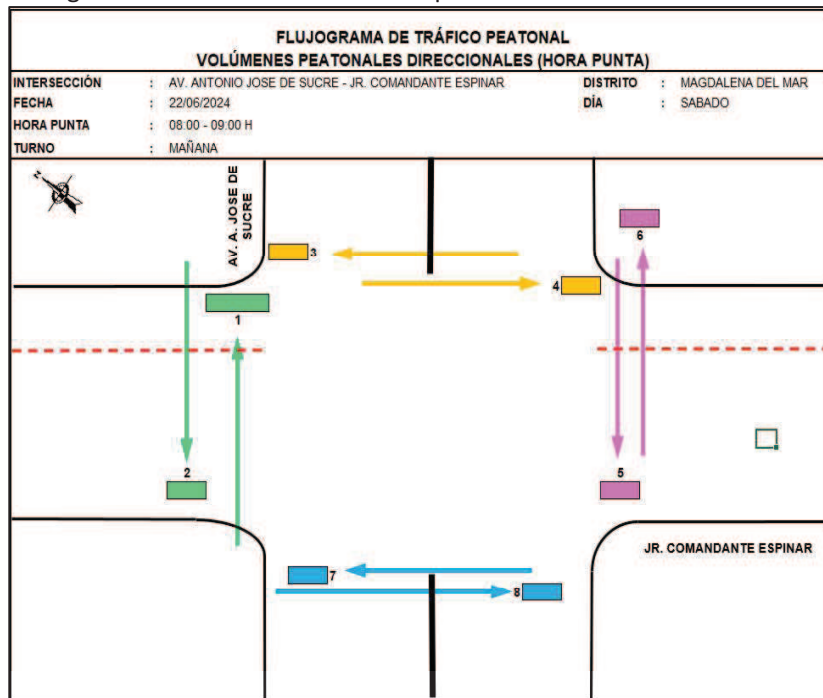 FLUJOGRAMA DE TRÁFICO PEATONAL
VOLÚMENES PEATONALES DIRECCIONALES (HORA PUNTA)
INTERSECCIÓN : AV. ANTONIO JOSE DE SUCRE - JR. COMANDANTE ESPINAR DISTRITO : MAGDALENA DEL MAR
FECHA : 22/06/2024 DÍA : SABADO
HORA PUNTA : 08:00 - 09:00 H
TURNO : MAÑANA
N
AV. A. JOSE DE
SUCRE
6
3
4
1
2
5
JR. COMANDANTE ESPINAR
7
8